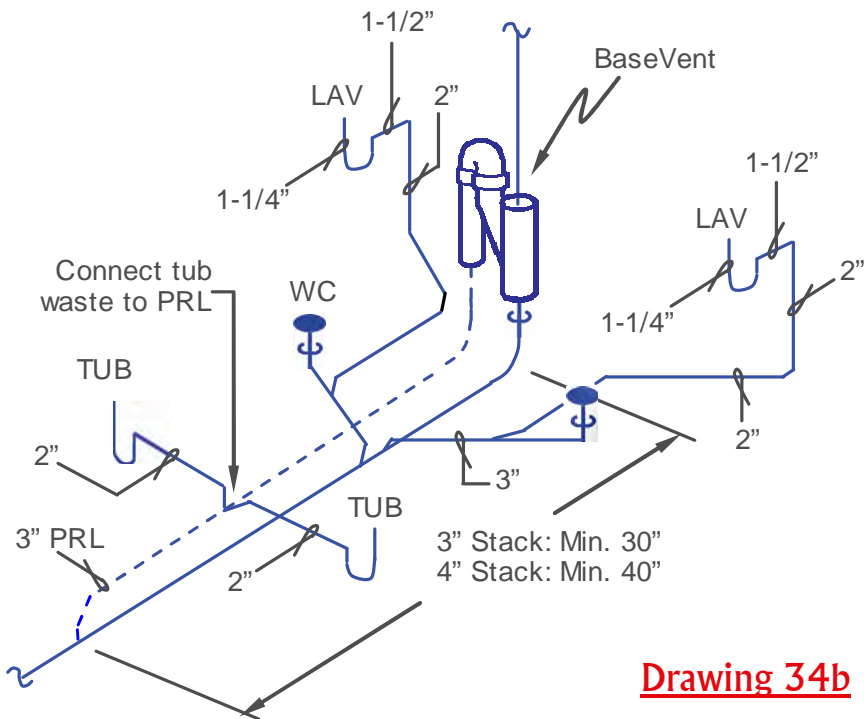 1-1/2”
LAV
2”
BaseVent
1-1/4”
1-1/2”
LAV
2”
1-1/4”
Connect tub
waste to PRL
WC
TUB
2”
3” PRL
2”
TUB
3”
2”
3” Stack: Min. 30”
4” Stack: Min. 40”
Drawing 34b